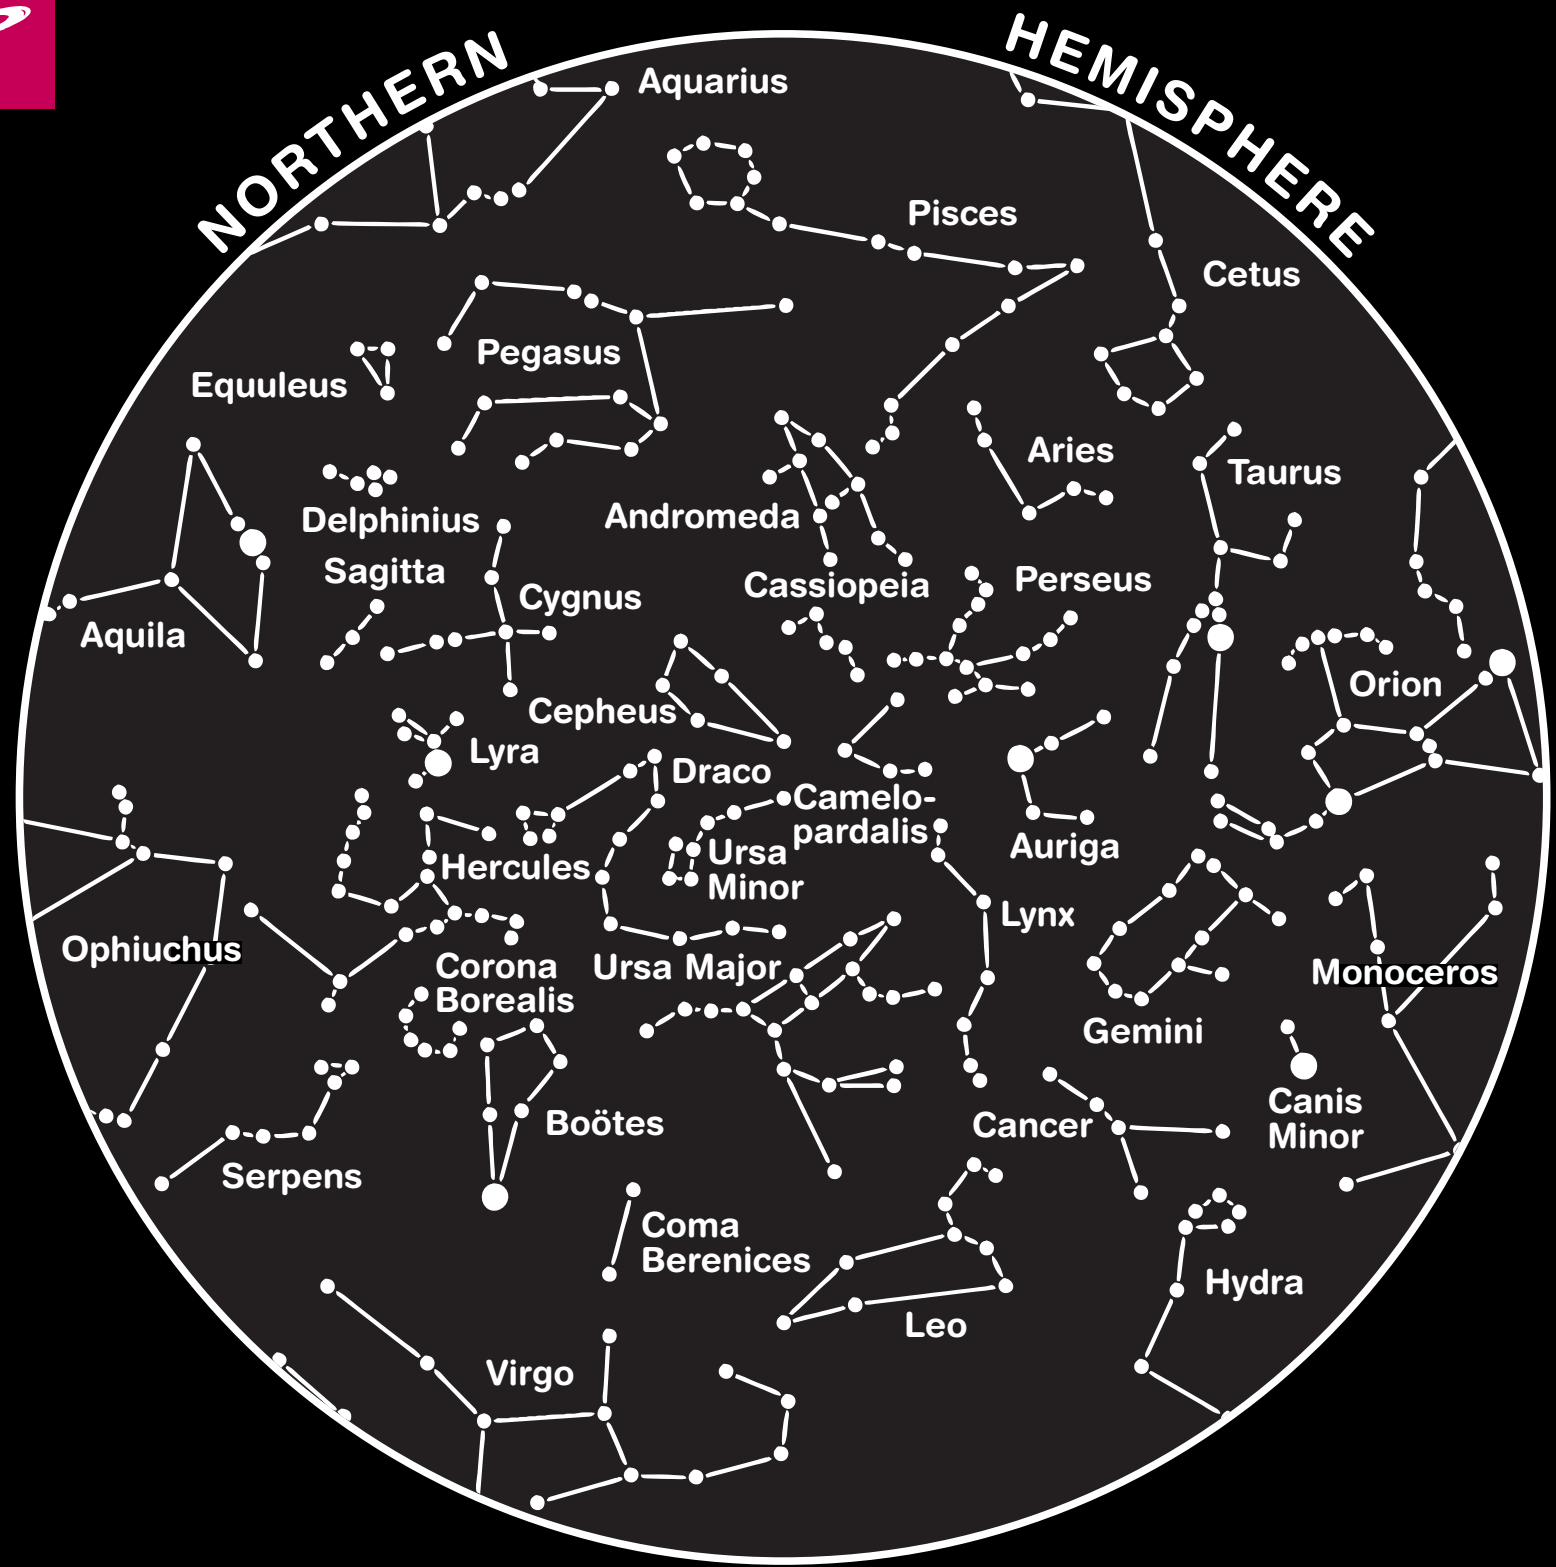 NORTHERN
HEMISPHERE
Aquarius
Pisces
Cetus
Pegasus
Equuleus
Aries
Taurus
Delphinius
Andromeda
Sagitta
Cassiopeia
Perseus
Cygnus
Aquila
Orion
Cepheus
Lyra
Draco
Camelo-
pardalis
Auriga
Hercules
Ursa
Minor
Lynx
Ophiuchus
Corona
Borealis
Ursa Major
Monoceros
Gemini
Canis
Minor
Cancer
Boötes
Serpens
Coma
Berenices
Hydra
Leo
Virgo